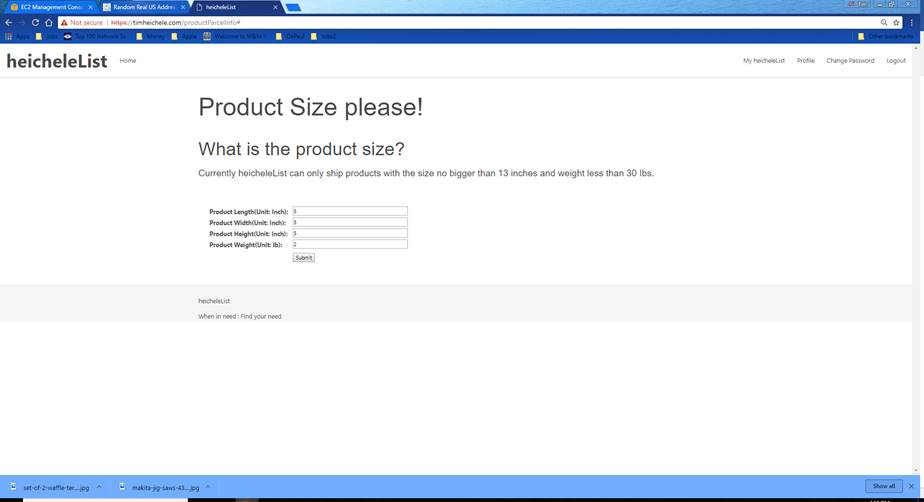 EC2 Management Conso
Random Real US Addres
heicheleList
Not secure https://timheichele.com/productParcelInfo#
Apps Jobs Top 100 Network Se Money Apple Welcome to M&M DePaul Other bookmarks
heicheleList Home My heicheleList Profile Change Password Logout
Product Size please!
What is the product size?
Currently heicheleList can only ship products with the size no bigger than 13 inches and weight less than 30 lbs.
Product Length(Unit: Inch): 5
Product Width(Unit: Inch): 5
Product Height(Unit: Inch): 5
Product Weight(Unit: lb): 2
Submit
heicheleList
When in need : Find your need
set-of-2-waffle-ter....jpg makita-jig-saws-43....jpg Show all